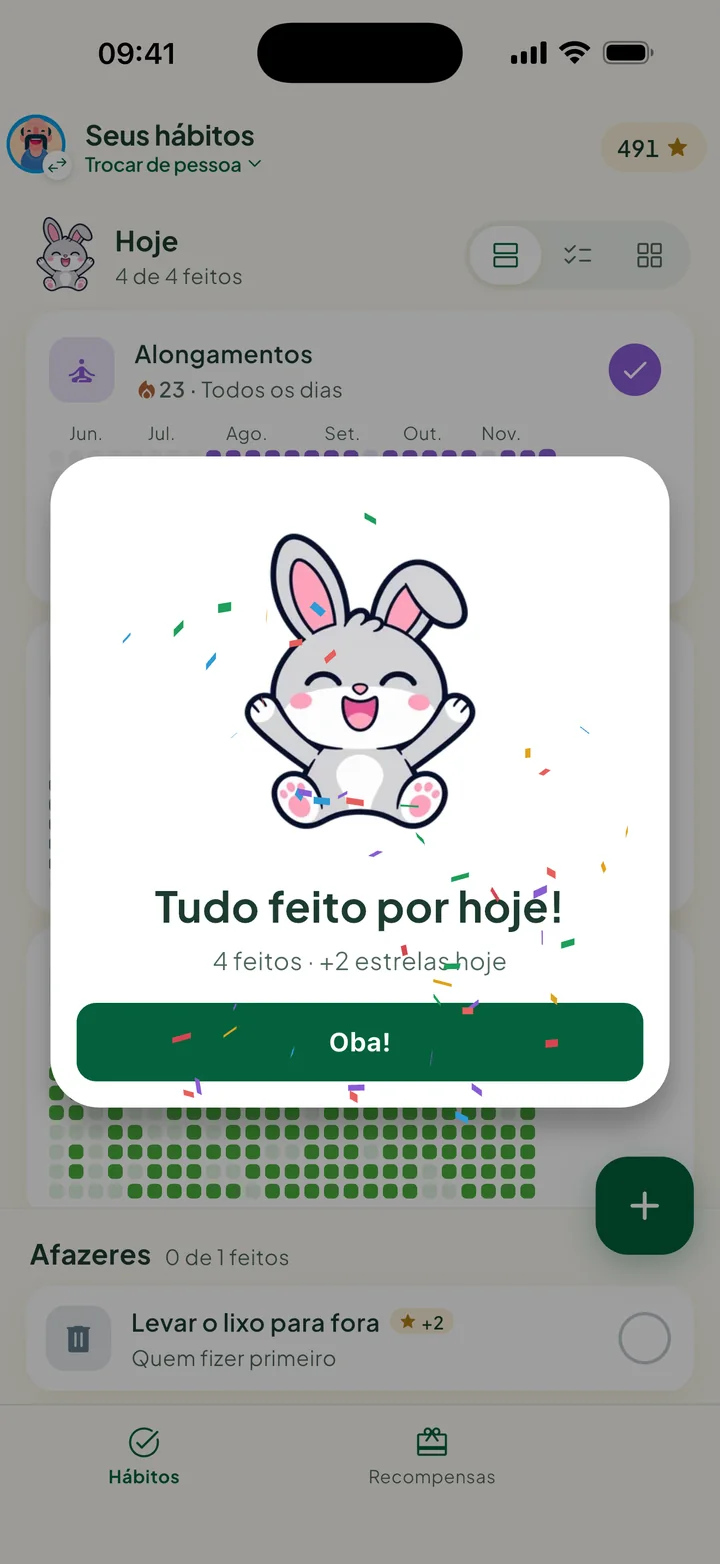 09:41
Seus hábitos
Trocar de pessoa
491
Hoje
4 de 4 feitos
Alongamentos
23 · Todos os dias
Jun. Jul. Ago. Set. Out. Nov.
Tudo feito por hoje!
4 feitos · +2 estrelas hoje
Oba!
Afazeres 0 de 1 feitos
Levar o lixo para fora +2
Quem fizer primeiro
Hábitos Recompensas